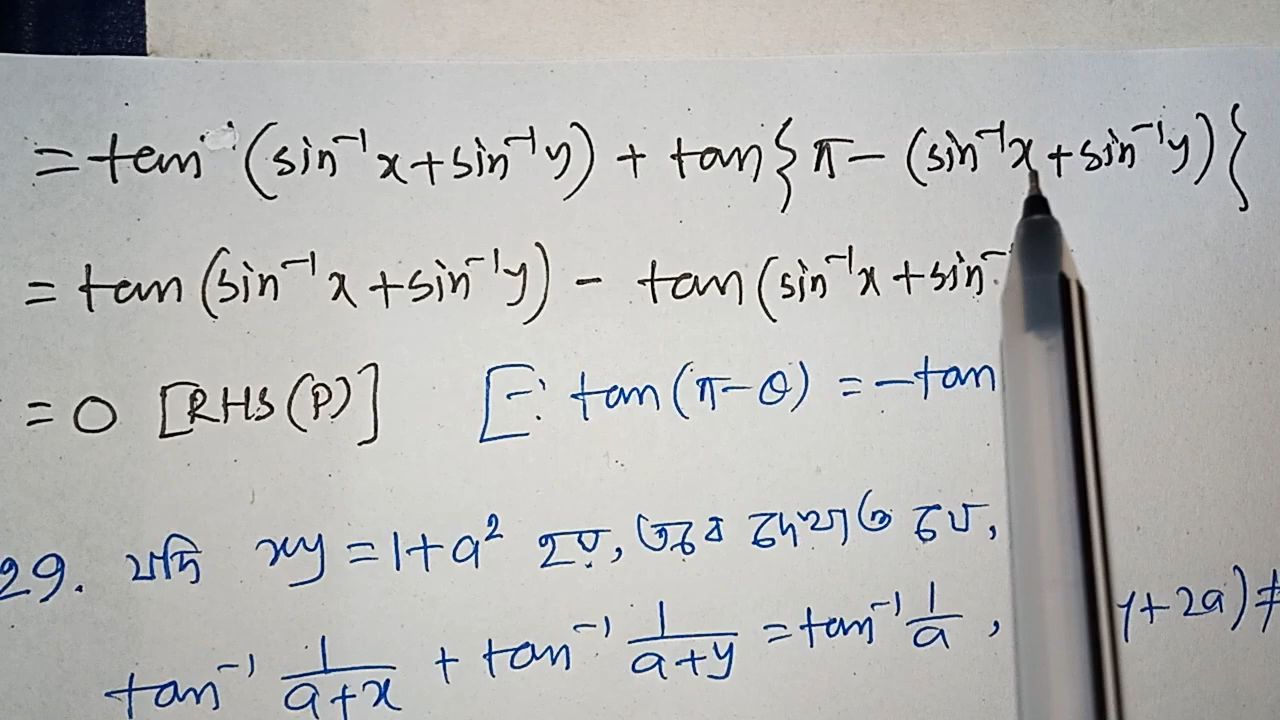 = tan (sin⁻¹x + sin⁻¹y) + tan{π − (sin⁻¹x + sin⁻¹y)}
= tan (sin⁻¹x + sin⁻¹y) − tan (sin⁻¹x + sin⁻
= 0 [RHS (P)] [∵ tan (π − θ) = −tan
29. যদি xy = 1 + a² হয়, তবে দেখাও যে,
tan⁻¹ 1/(a+x) + tan⁻¹ 1/(a+y) = tan⁻¹ 1/a, y + 2a) ≠